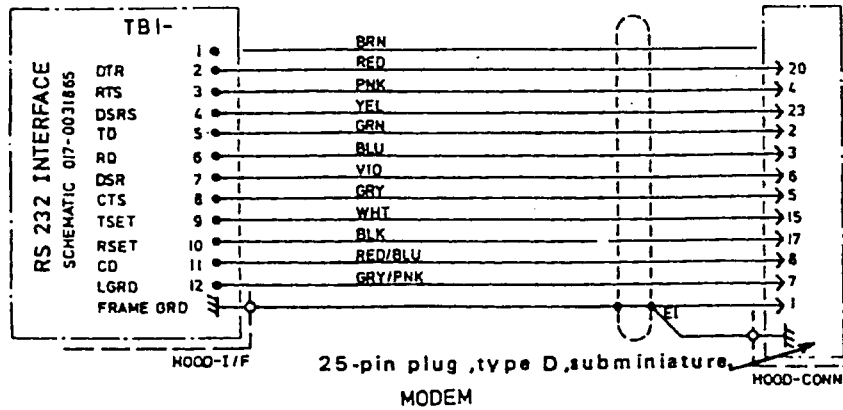 TB1-
1 BRN
DTR 2 RED 20
RTS 3 PNK 4
DSRS 4 YEL 23
TD 5 GRN 2
RD 6 BLU 3
DSR 7 VIO 6
CTS 8 GRY 5
TSET 9 WHT 15
RSET 10 BLK 17
CD 11 RED/BLU 8
LGRD 12 GRY/PNK 7
FRAME GRD 1
E1
RS 232 INTERFACE
SCHEMATIC 017-0031865
HOOD-I/F
25-pin plug ,type D,subminiature
HOOD-CONN
MODEM